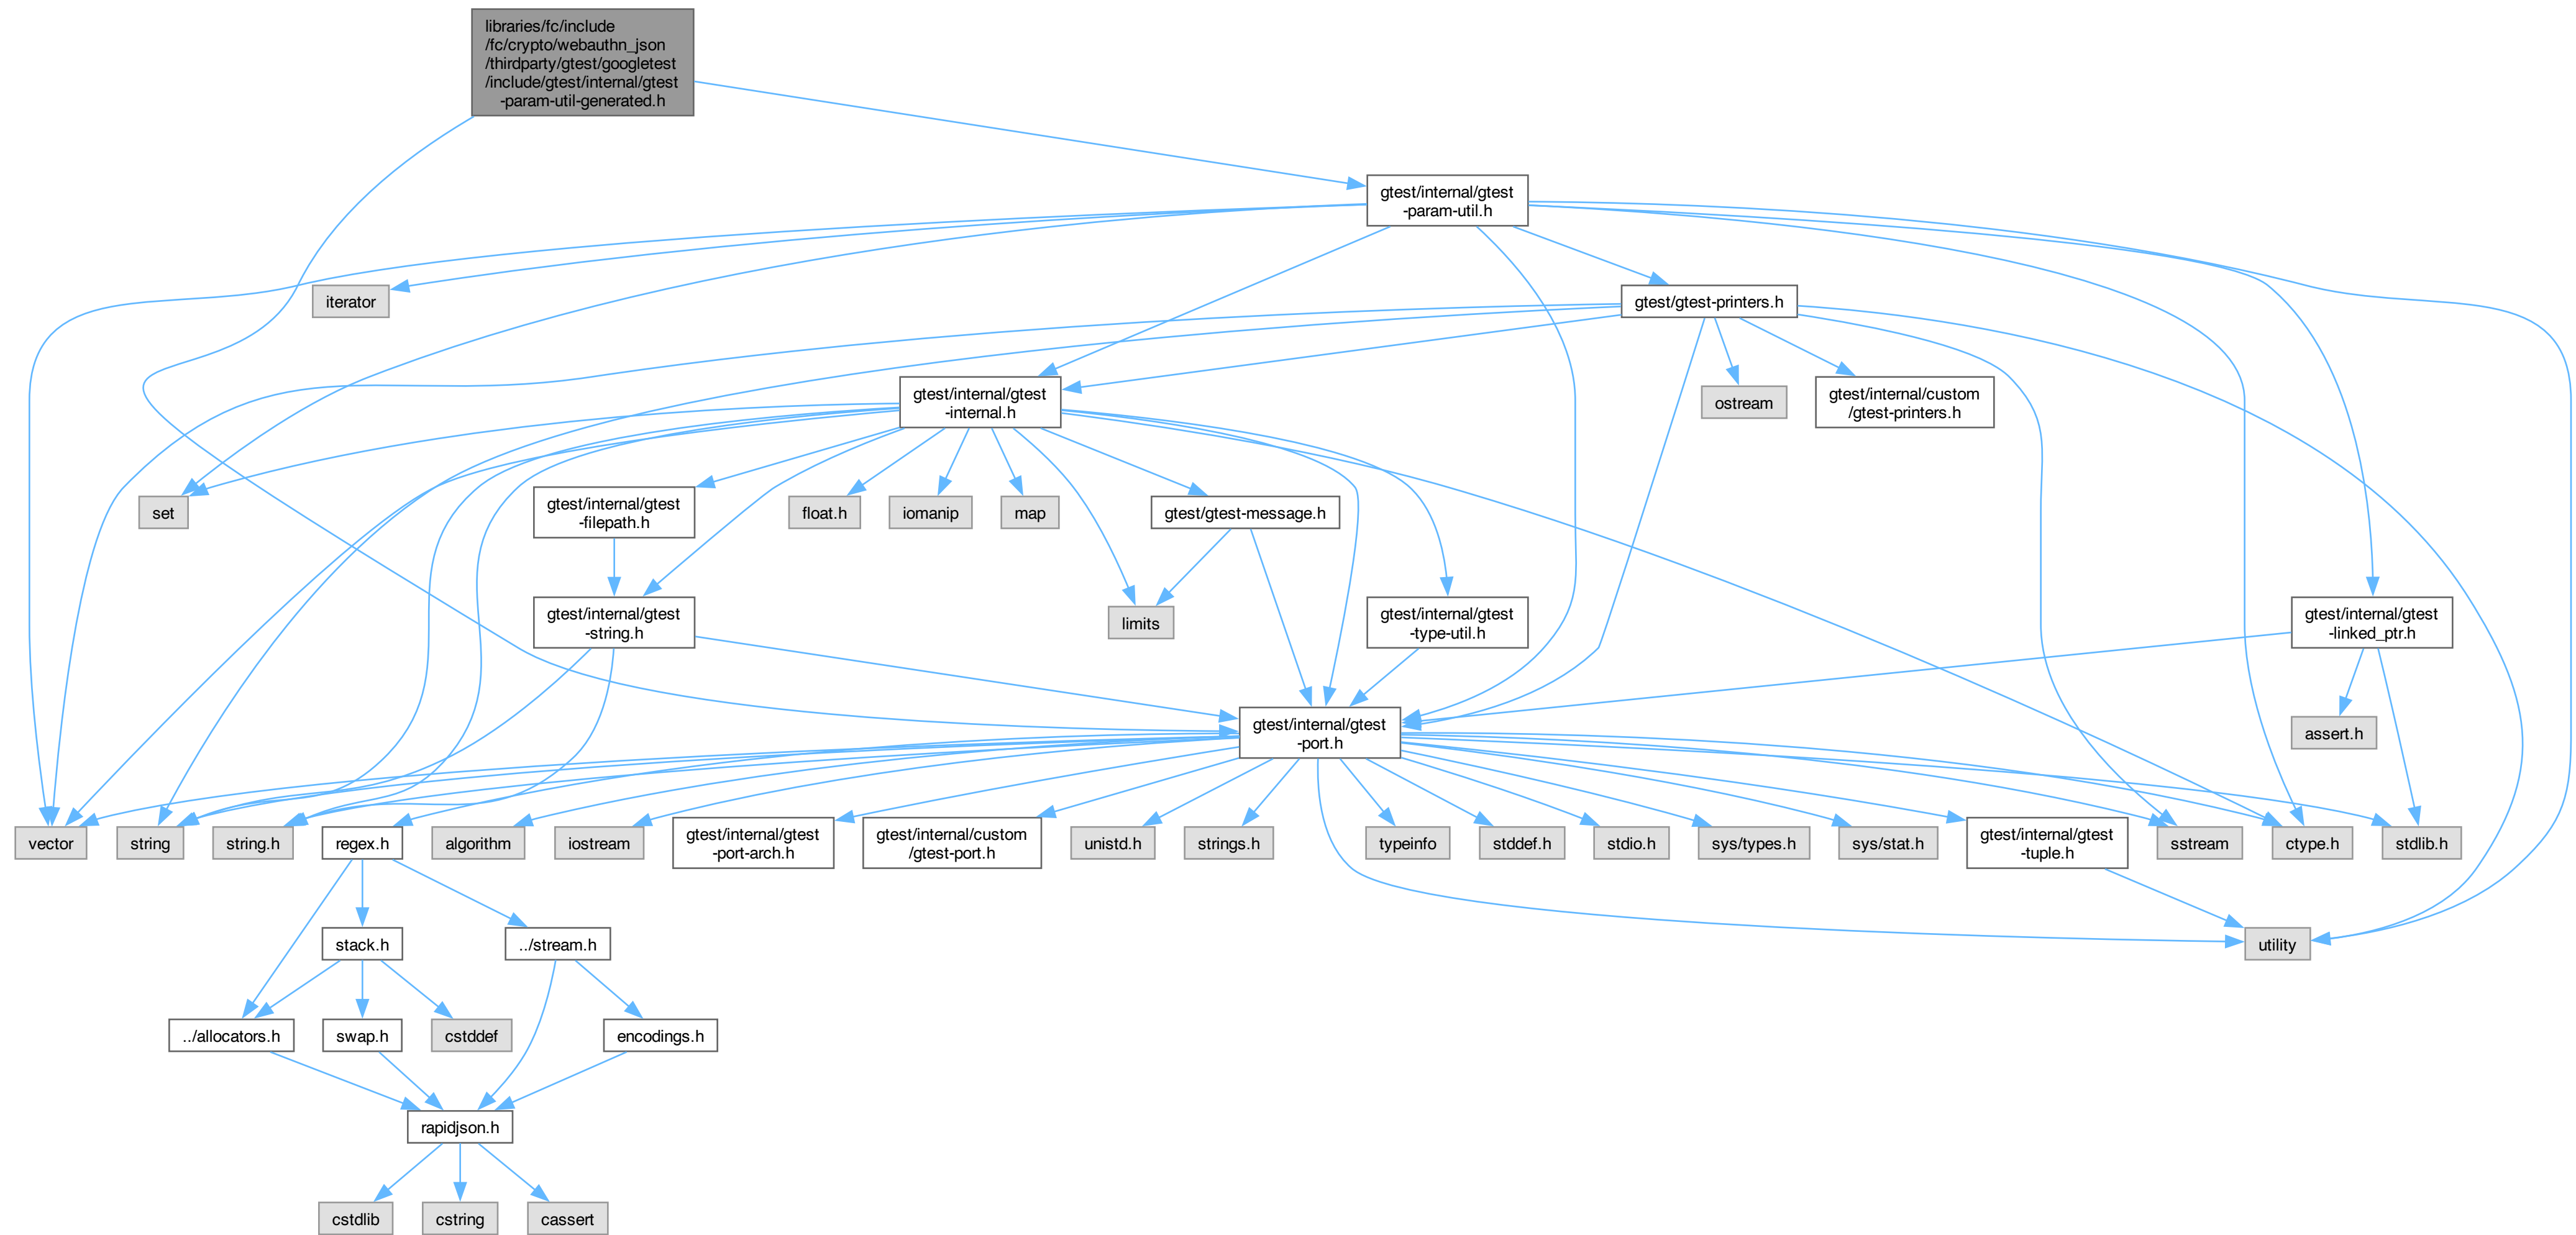 libraries/fc/include
/fc/crypto/webauthn_json
/thirdparty/gtest/googletest
/include/gtest/internal/gtest
-param-util-generated.h
gtest/internal/gtest
-param-util.h
iterator
gtest/gtest-printers.h
gtest/internal/gtest
-internal.h
ostream
gtest/internal/custom
/gtest-printers.h
set
gtest/internal/gtest
-filepath.h
float.h
iomanip
map
gtest/gtest-message.h
gtest/internal/gtest
-string.h
limits
gtest/internal/gtest
-type-util.h
gtest/internal/gtest
-linked_ptr.h
gtest/internal/gtest
-port.h
assert.h
vector
string
string.h
regex.h
algorithm
iostream
gtest/internal/gtest
-port-arch.h
gtest/internal/custom
/gtest-port.h
unistd.h
strings.h
typeinfo
stddef.h
stdio.h
sys/types.h
sys/stat.h
gtest/internal/gtest
-tuple.h
sstream
ctype.h
stdlib.h
stack.h
../stream.h
utility
../allocators.h
swap.h
cstddef
encodings.h
rapidjson.h
cstdlib
cstring
cassert